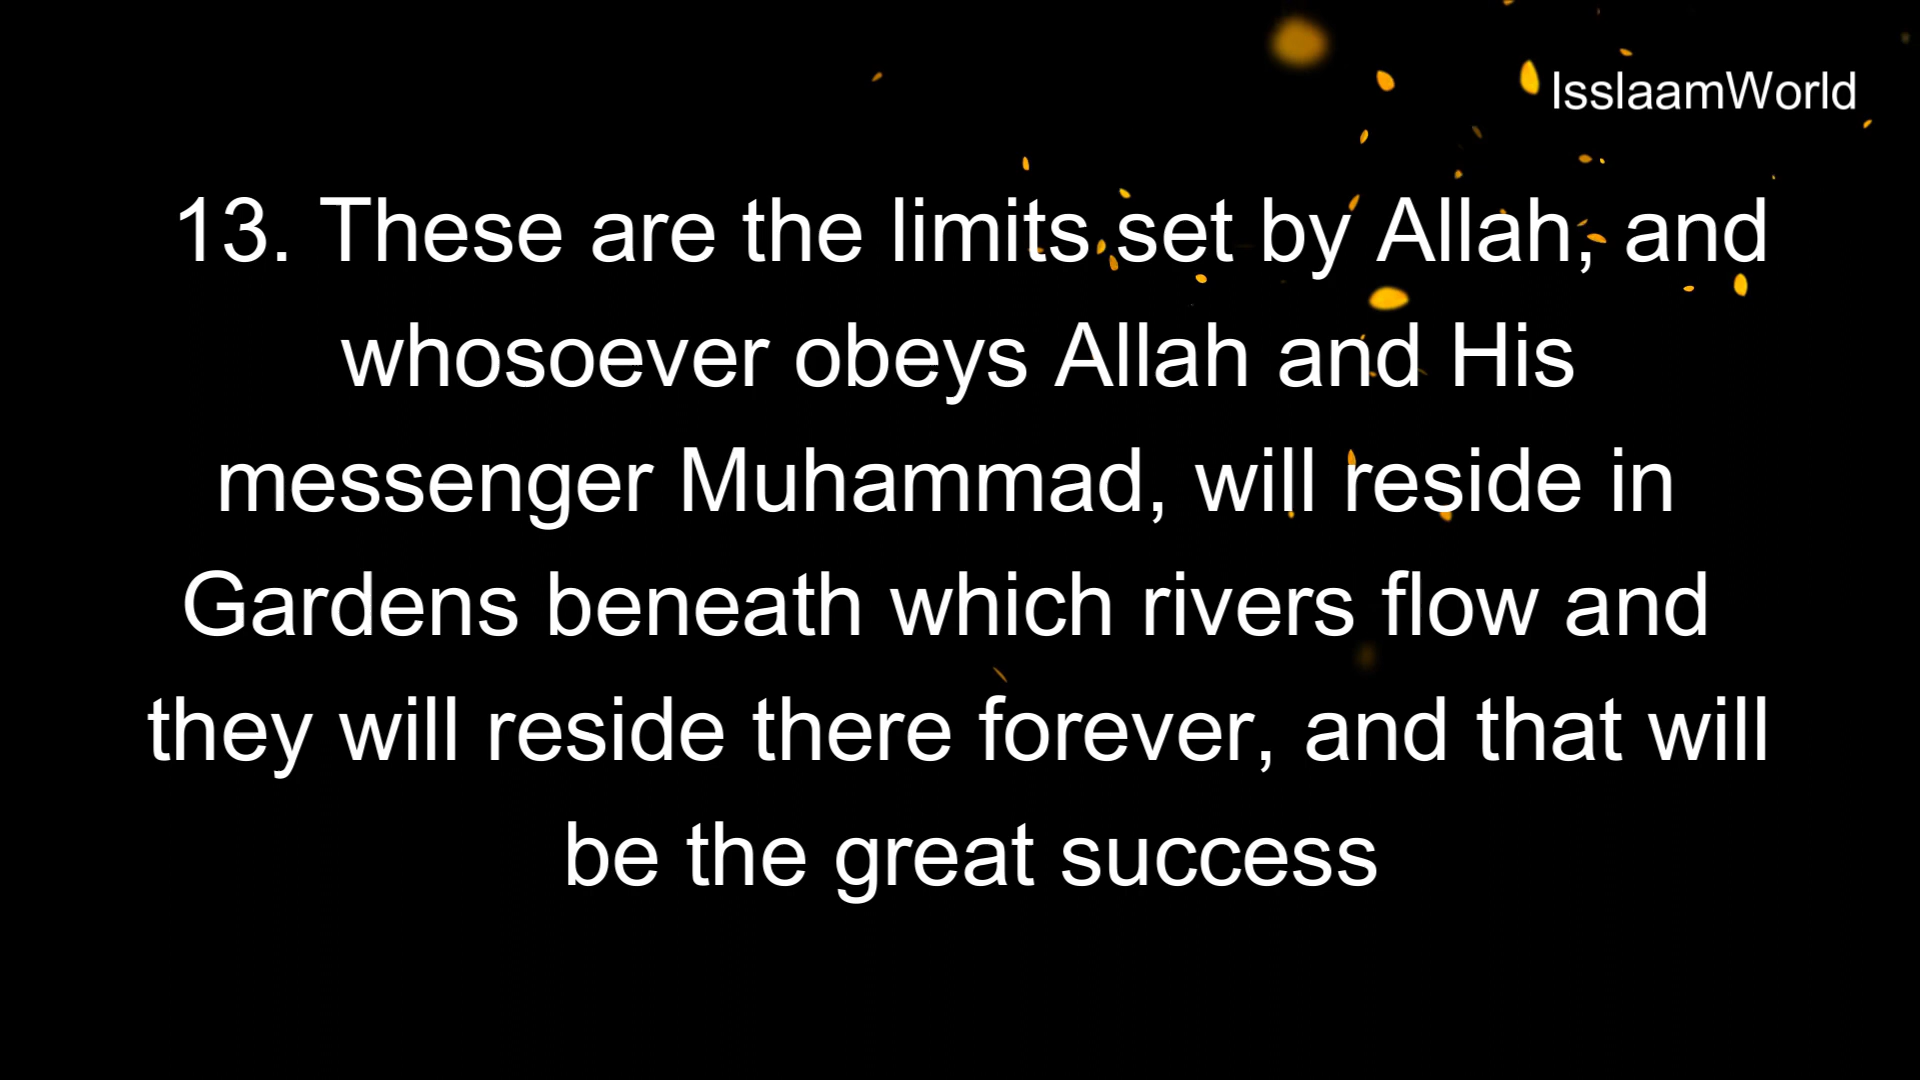 IsslaamWorld
13. These are the limits set by Allah, and
whosoever obeys Allah and His
messenger Muhammad, will reside in
Gardens beneath which rivers flow and
they will reside there forever, and that will
be the great success